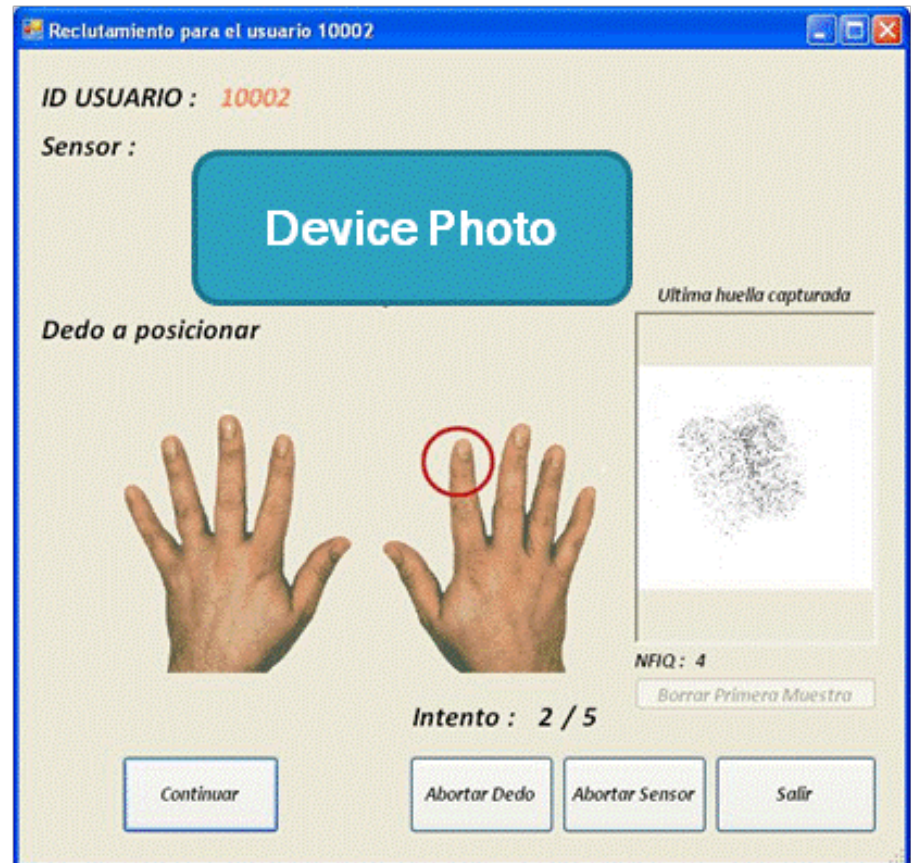 Reclutamiento para el usuario 10002
ID USUARIO : 10002
Sensor :
Device Photo
Ultima huella capturada
Dedo a posicionar
NFIQ : 4
Borrar Primera Muestra
Intento : 2 / 5
Continuar
Abortar Dedo
Abortar Sensor
Salir